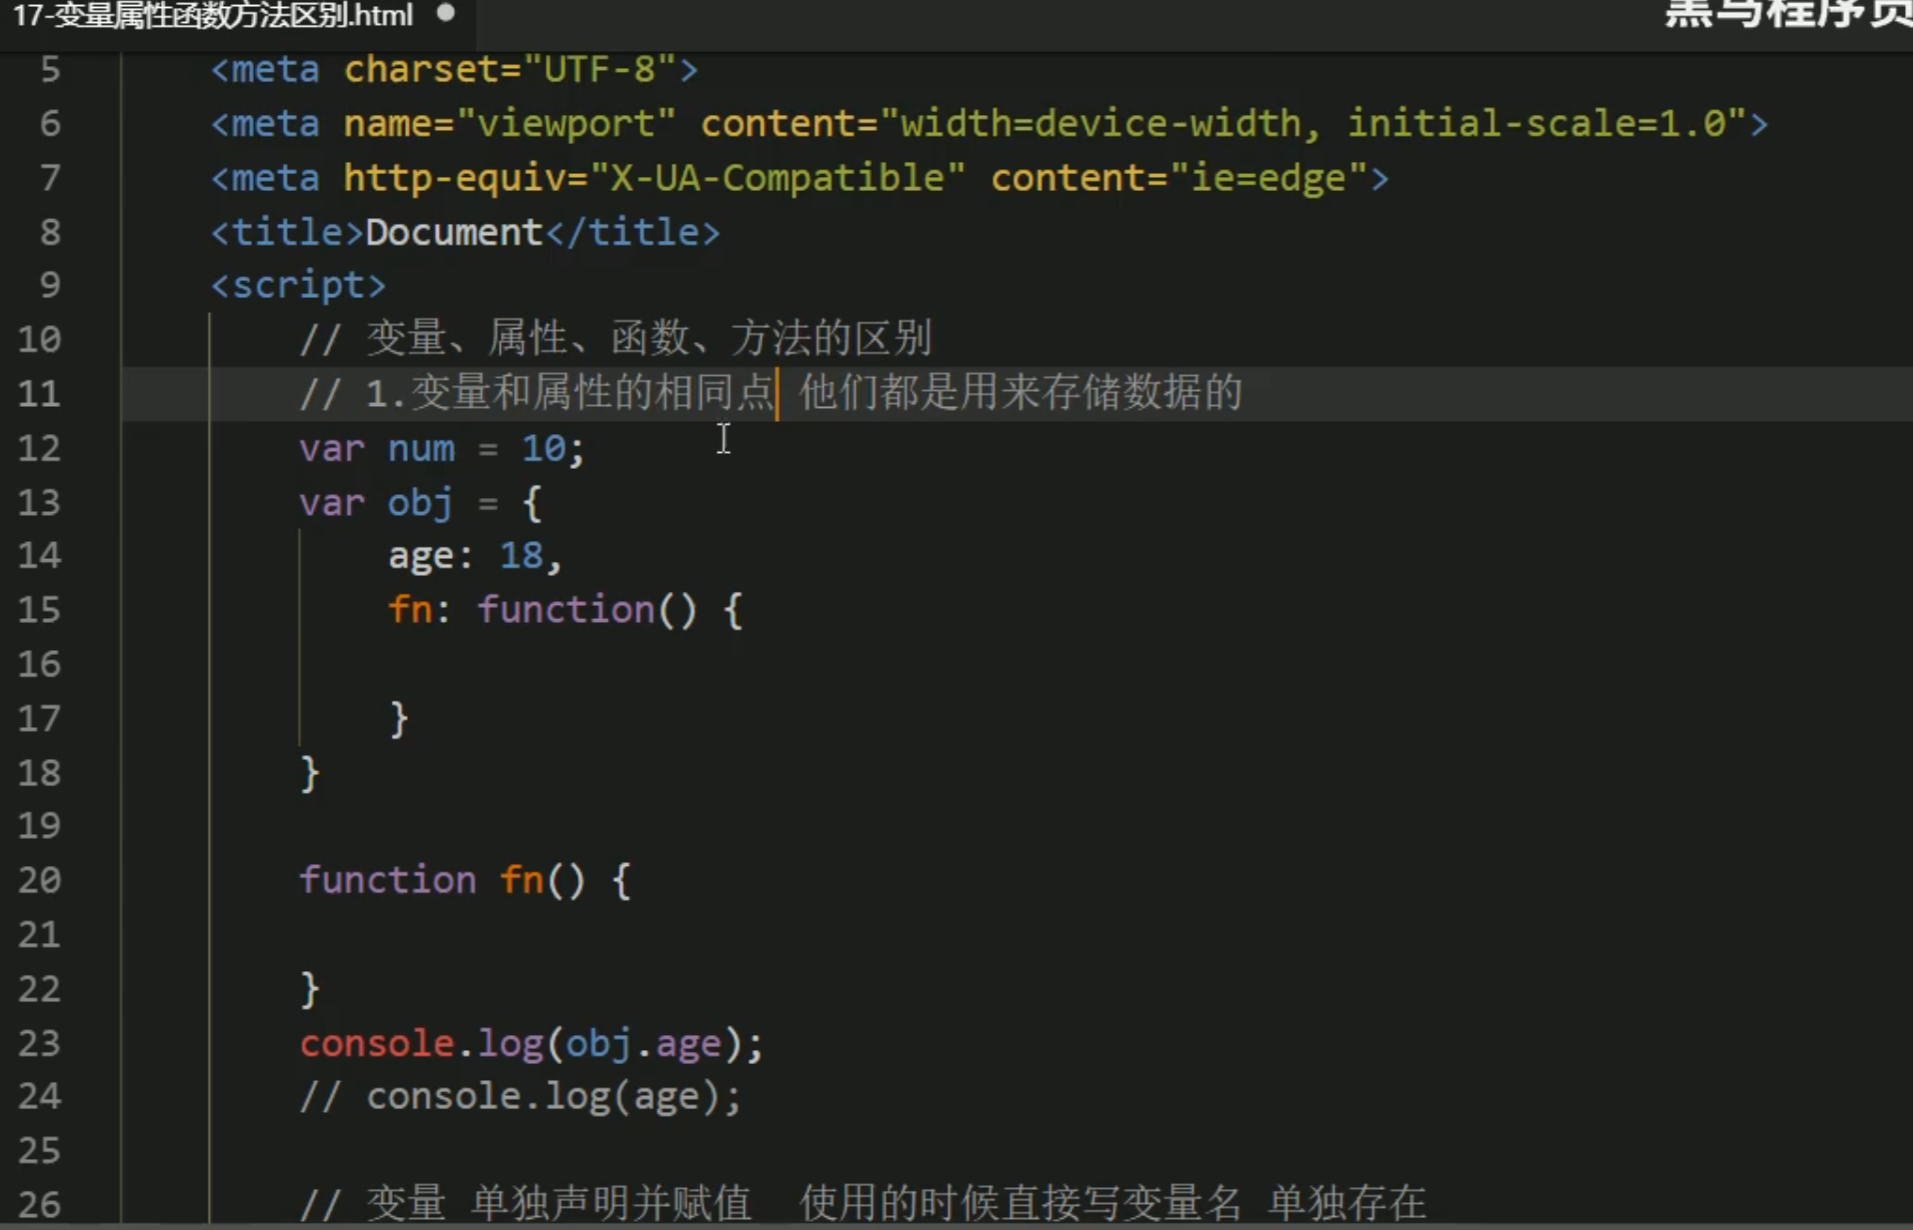 17-变量属性函数方法区别.html ●
黑马程序员
5 <meta charset="UTF-8">
6 <meta name="viewport" content="width=device-width, initial-scale=1.0">
7 <meta http-equiv="X-UA-Compatible" content="ie=edge">
8 <title>Document</title>
9 <script>
10 // 变量、属性、函数、方法的区别
11 // 1.变量和属性的相同点 他们都是用来存储数据的
12 var num = 10;
13 var obj = {
14 age: 18,
15 fn: function() {
16
17 }
18 }
19
20 function fn() {
21
22 }
23 console.log(obj.age);
24 // console.log(age);
25
26 // 变量 单独声明并赋值 使用的时候直接写变量名 单独存在